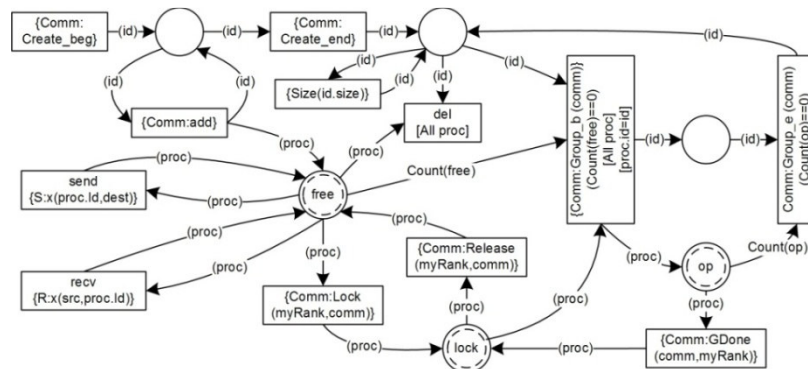 {Comm:
Create_beg}
(id)
(id)
{Comm:
Create_end}
(id)
(id)
(id)
(id)
{Comm:add}
(id)
(id)
{Size(id.size)}
(id)
del
[All proc]
(id)
{Comm:Group_b (comm)}
(Count(free)==0)
[All proc]
[proc.id=id]
(id)
(id)
{Comm:Group_e (comm)
(Count(op)==0)
(proc)
(proc)
Count(free)
send
{S:x(proc.Id,dest)}
(proc)
(proc)
free
(proc)
recv
{R:x(src,proc.Id)}
(proc)
(proc)
(proc)
{Comm:Release
(myRank,comm)}
{Comm:Lock
(myRank,comm)}
(proc)
(proc)
(proc)
lock
(proc)
op
Count(op)
(proc)
{Comm:GDone
(comm,myRank)}
(proc)